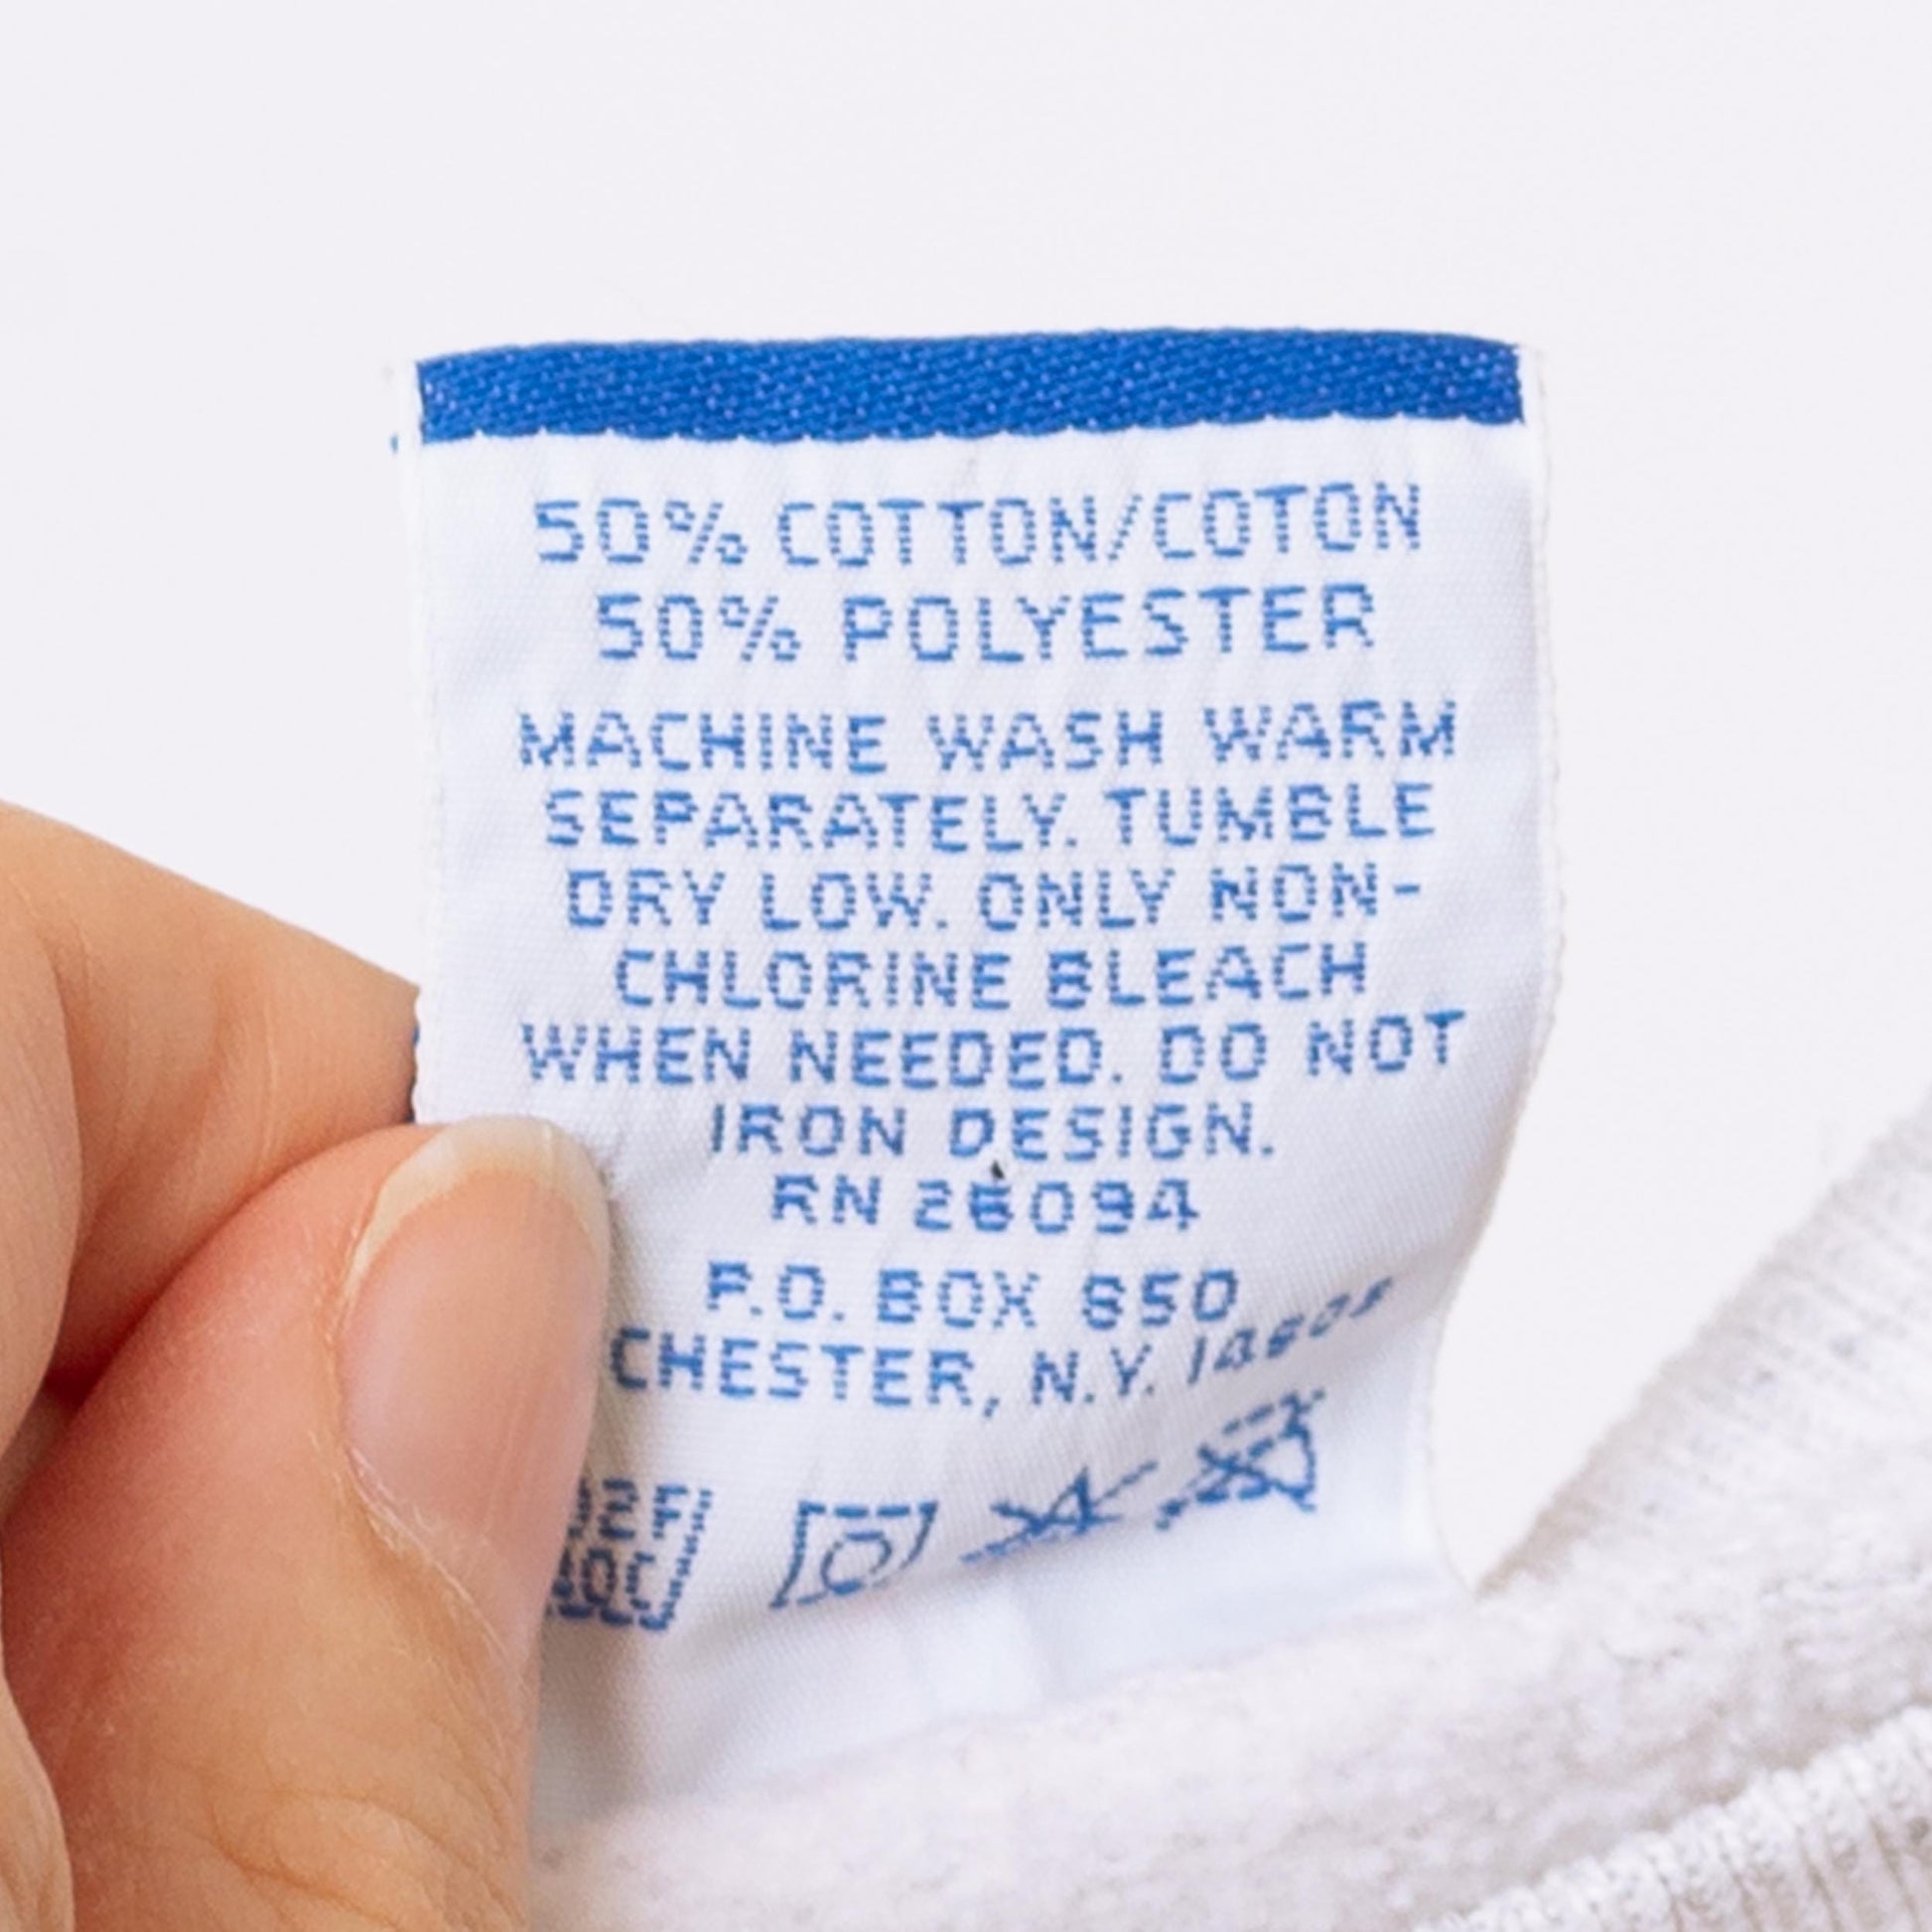 50% COTTON/COTON
50% POLYESTER
MACHINE WASH WARM
SEPARATELY. TUMBLE
DRY LOW. ONLY NON-
CHLORINE BLEACH
WHEN NEEDED. DO NOT
IRON DESIGN.
RN 26094
P.O. BOX 850
CHESTER, N.Y.